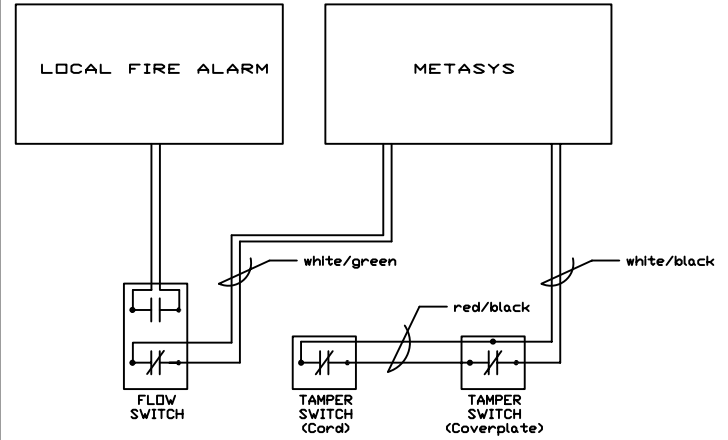 LOCAL FIRE ALARM
METASYS
white/green
white/black
red/black
FLOW
SWITCH
TAMPER
SWITCH
(Cord)
TAMPER
SWITCH
(Coverplate)